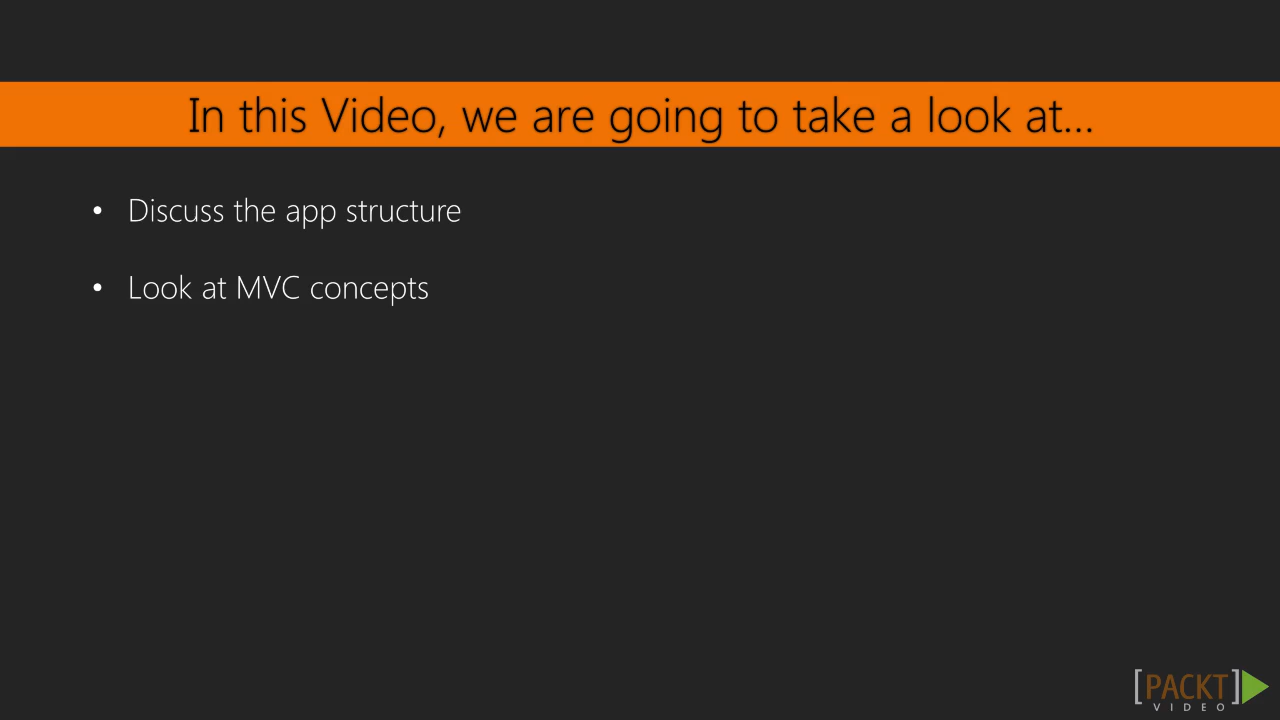 In this Video, we are going to take a look at...
• Discuss the app structure
• Look at MVC concepts
[PACKT]
VIDEO